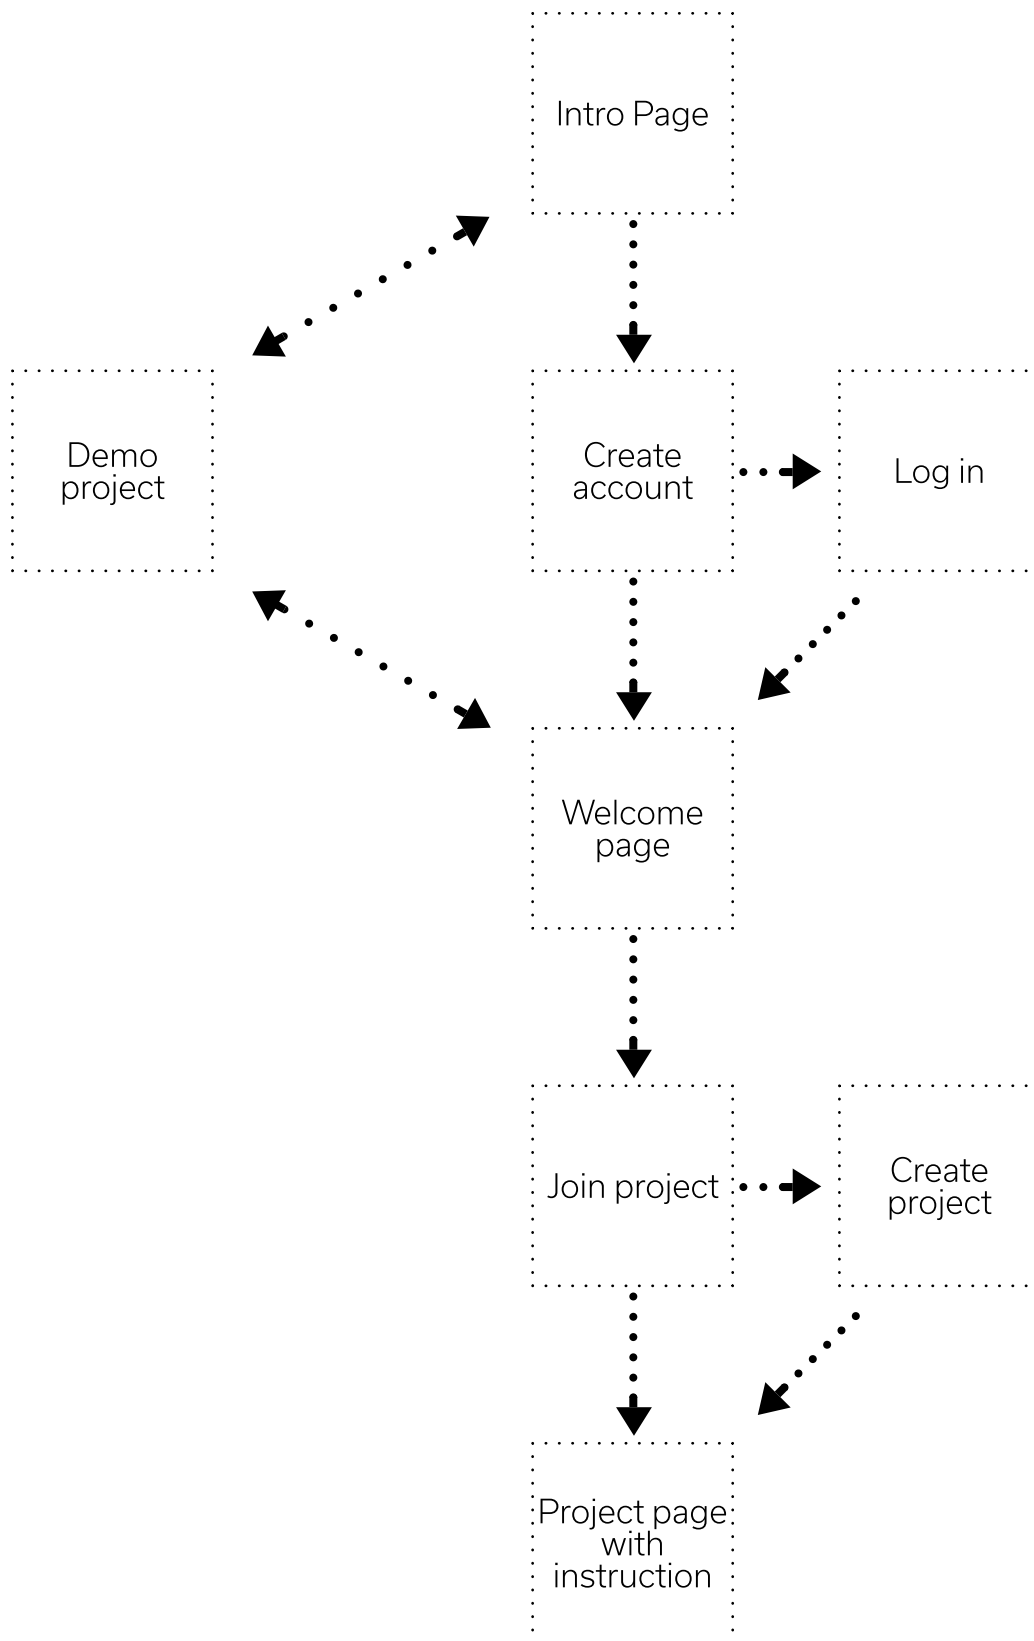 Intro Page
Demo
project
Create
account
Log in
Welcome
page
Join project
Create
project
Project page
with
instruction